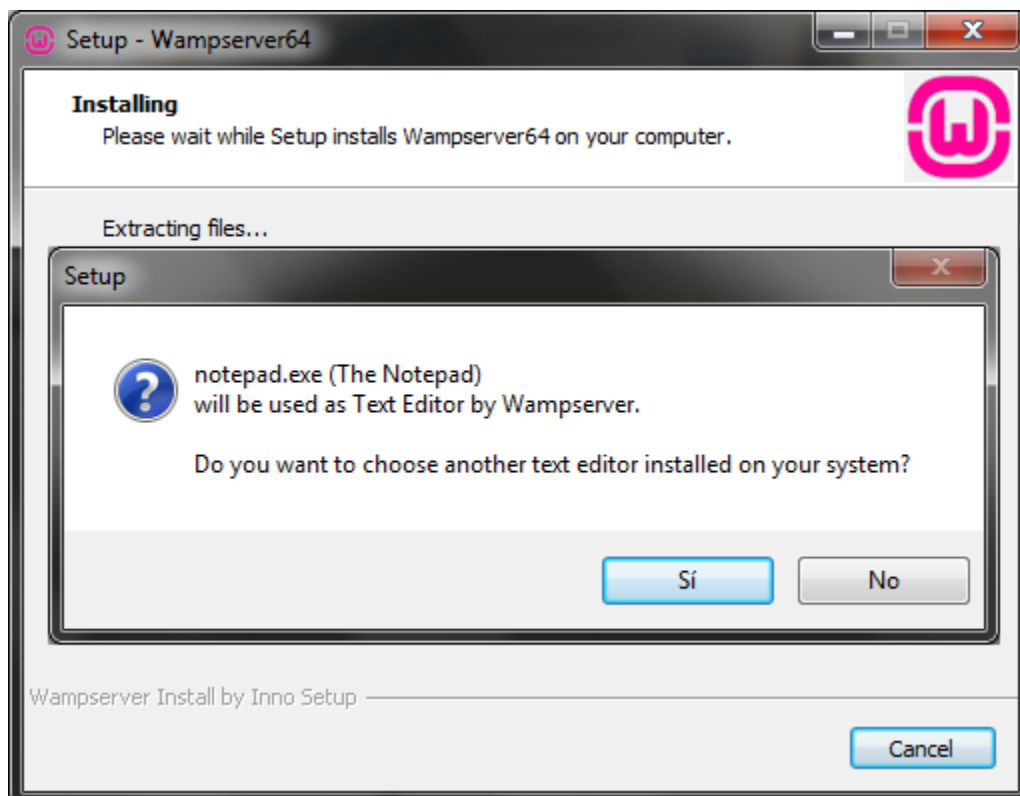 Setup - Wampserver64
Installing
Please wait while Setup installs Wampserver64 on your computer.
Extracting files...
Setup
notepad.exe (The Notepad)
will be used as Text Editor by Wampserver.
Do you want to choose another text editor installed on your system?
Sí No
Wampserver Install by Inno Setup
Cancel